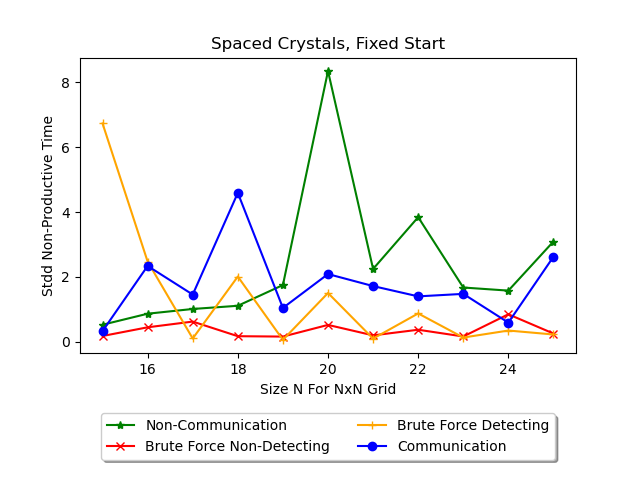 Spaced Crystals, Fixed Start
Stdd Non-Productive Time
8
6
4
2
0
16 18 20 22 24
Size N For NxN Grid
Non-Communication
Brute Force Non-Detecting
Brute Force Detecting
Communication